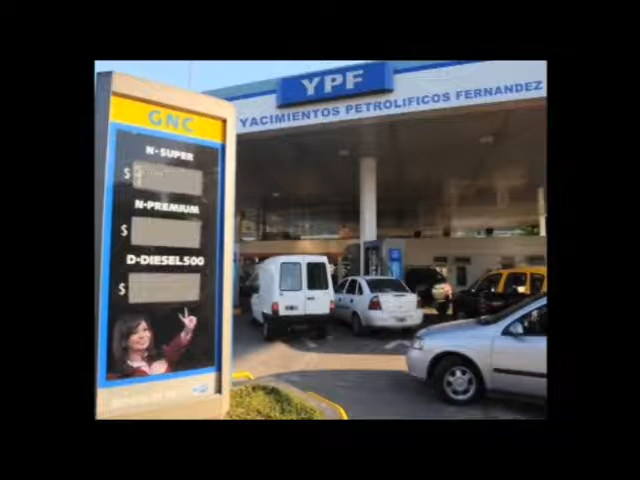 YPF
YACIMIENTOS PETROLIFICOS FERNANDEZ
GNC
N-SUPER
$
N-PREMIUM
$
D-DIESEL500
$